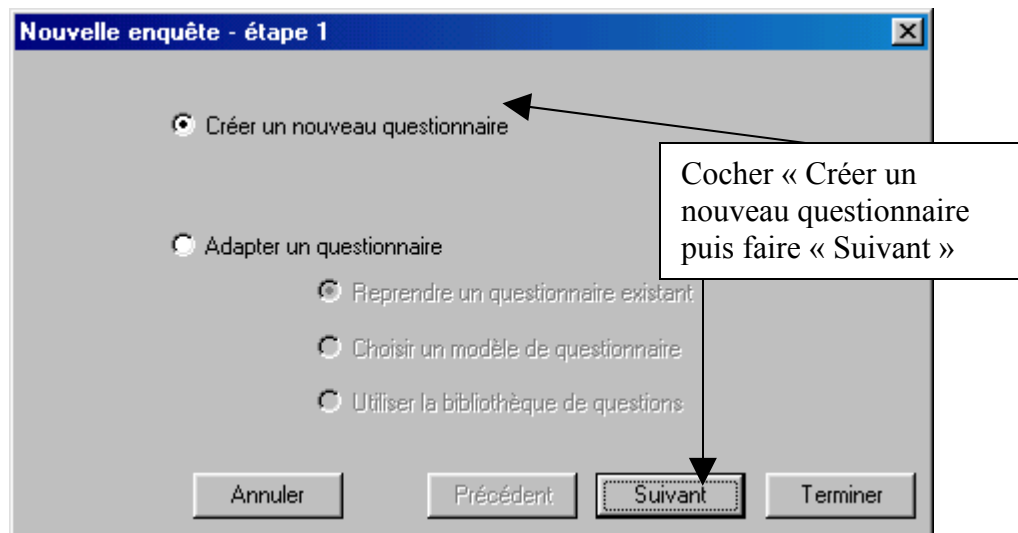 Nouvelle enquête - étape 1
Créer un nouveau questionnaire
Cocher « Créer un
nouveau questionnaire
puis faire « Suivant »
Adapter un questionnaire
Reprendre un questionnaire existant
Choisir un modèle de questionnaire
Utiliser la bibliothèque de questions
Annuler Précédent Suivant Terminer